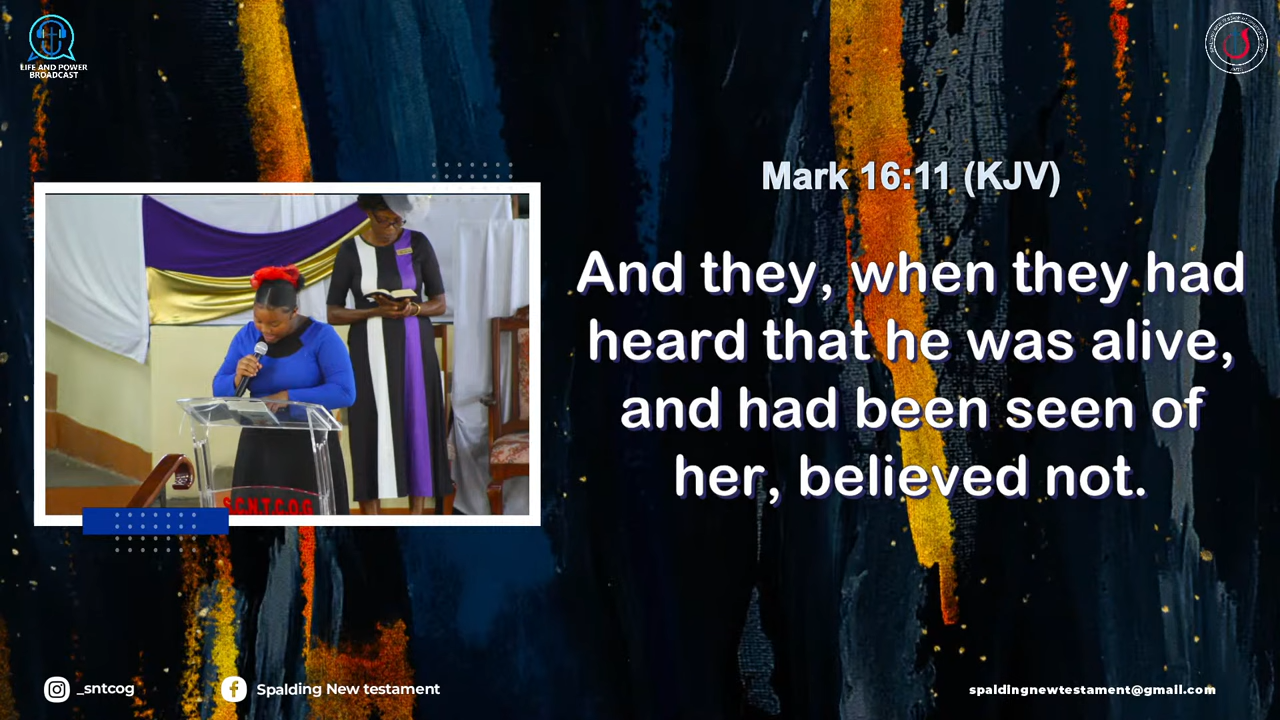 LIFE AND POWER
BROADCAST
Mark 16:11 (KJV)
And they, when they had
heard that he was alive,
and had been seen of
her, believed not.
SGNTCOG
_sntcog
Spalding New testament
spaldingnewtestament@gmail.com